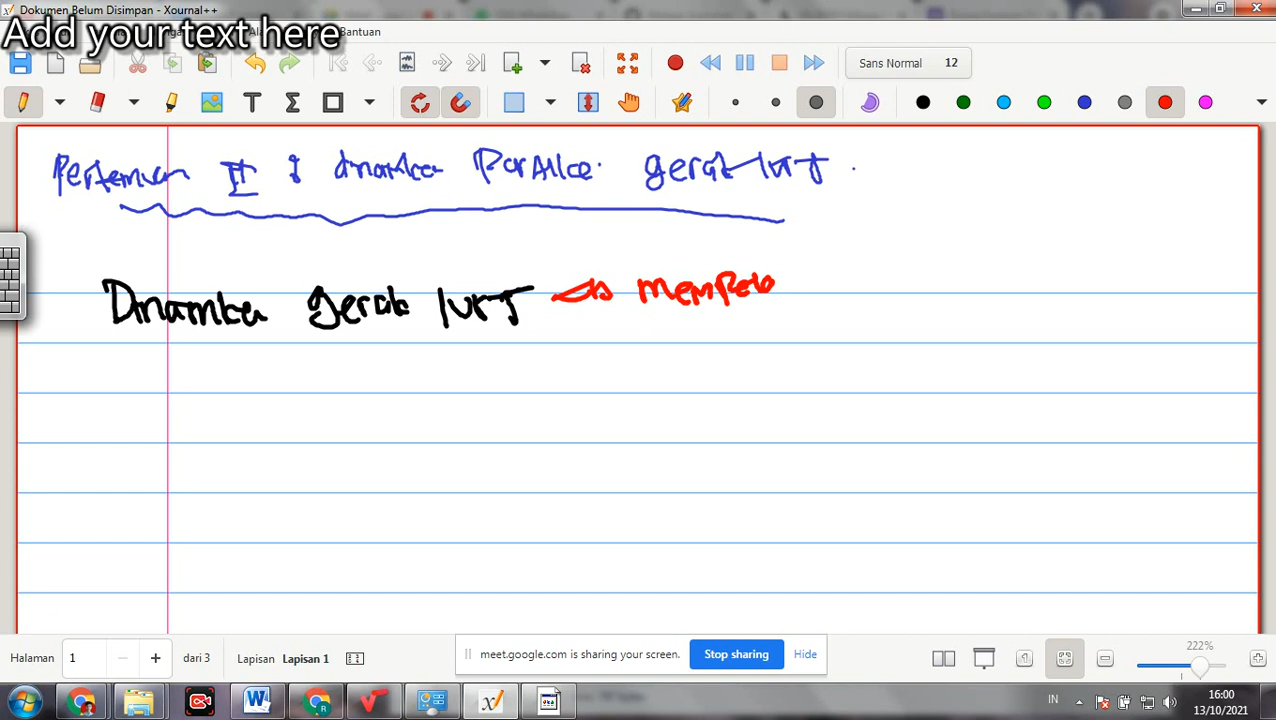 Dokumen Belum Disimpan - Xournal++
Add your text here
Bantuan
Sans Normal 12
Pertemuan II : dinamika Partikel gerak lurus
Dinamika gerak lurus
Halaman 1 dari 3 Lapisan Lapisan 1
meet.google.com is sharing your screen. Stop sharing Hide
222%
IN
16:00
13/10/2021